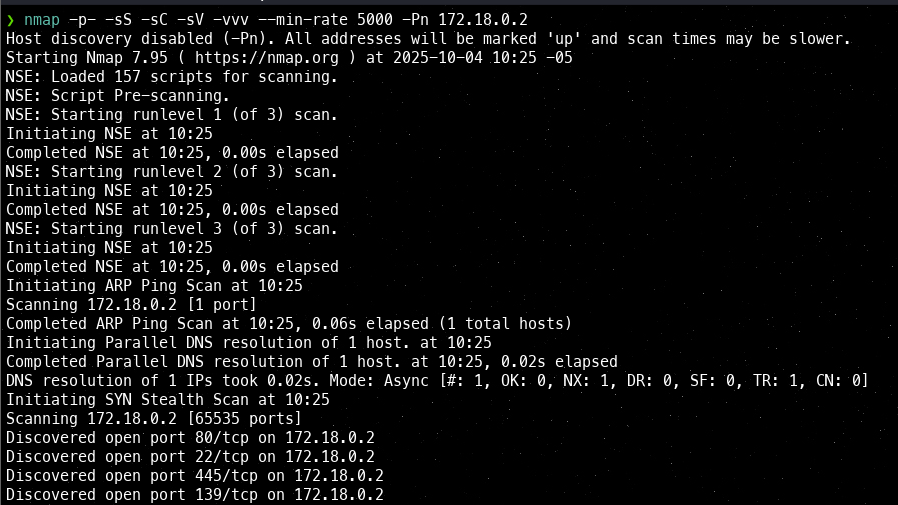 ❯ nmap -p- -sS -sC -sV -vvv --min-rate 5000 -Pn 172.18.0.2
Host discovery disabled (-Pn). All addresses will be marked 'up' and scan times may be slower.
Starting Nmap 7.95 ( https://nmap.org ) at 2025-10-04 10:25 -05
NSE: Loaded 157 scripts for scanning.
NSE: Script Pre-scanning.
NSE: Starting runlevel 1 (of 3) scan.
Initiating NSE at 10:25
Completed NSE at 10:25, 0.00s elapsed
NSE: Starting runlevel 2 (of 3) scan.
Initiating NSE at 10:25
Completed NSE at 10:25, 0.00s elapsed
NSE: Starting runlevel 3 (of 3) scan.
Initiating NSE at 10:25
Completed NSE at 10:25, 0.00s elapsed
Initiating ARP Ping Scan at 10:25
Scanning 172.18.0.2 [1 port]
Completed ARP Ping Scan at 10:25, 0.06s elapsed (1 total hosts)
Initiating Parallel DNS resolution of 1 host. at 10:25
Completed Parallel DNS resolution of 1 host. at 10:25, 0.02s elapsed
DNS resolution of 1 IPs took 0.02s. Mode: Async [#: 1, OK: 0, NX: 1, DR: 0, SF: 0, TR: 1, CN: 0]
Initiating SYN Stealth Scan at 10:25
Scanning 172.18.0.2 [65535 ports]
Discovered open port 80/tcp on 172.18.0.2
Discovered open port 22/tcp on 172.18.0.2
Discovered open port 445/tcp on 172.18.0.2
Discovered open port 139/tcp on 172.18.0.2